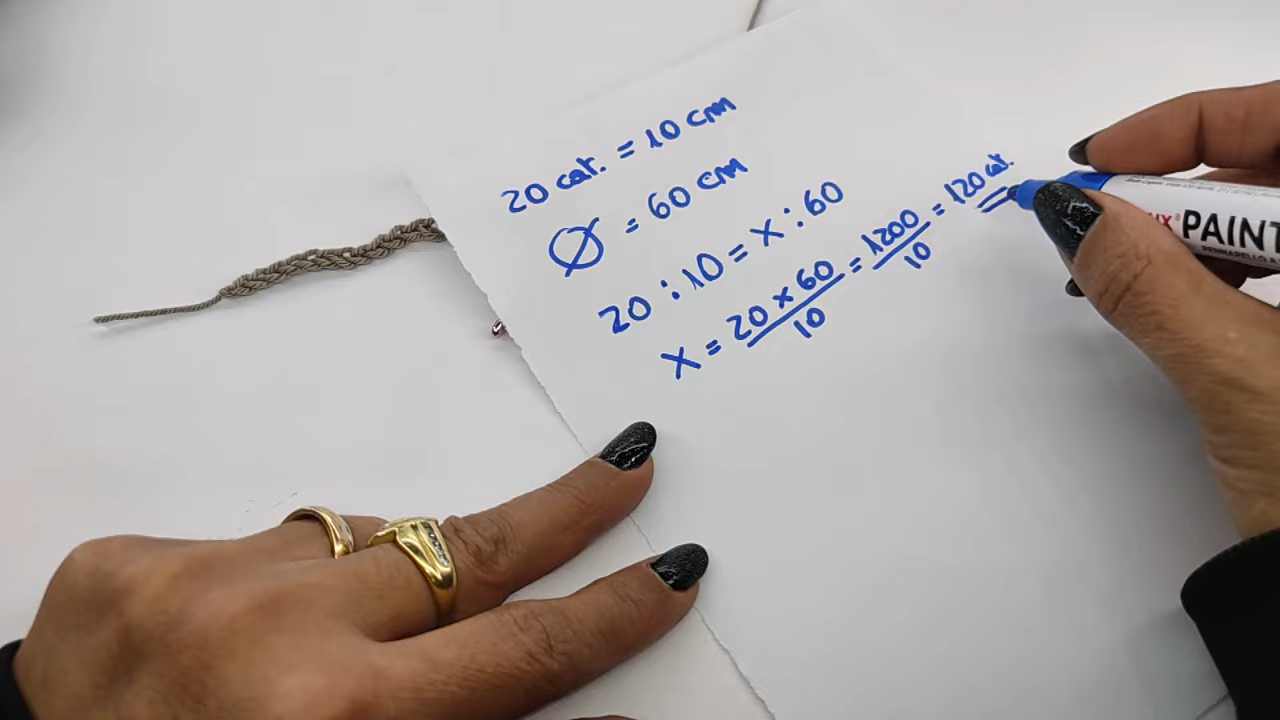 20 cat. = 10 cm
Ø = 60 cm
20 : 10 = x : 60
x = 20 x 60 / 10 = 1200 / 10 = 120 cat.
PAINT